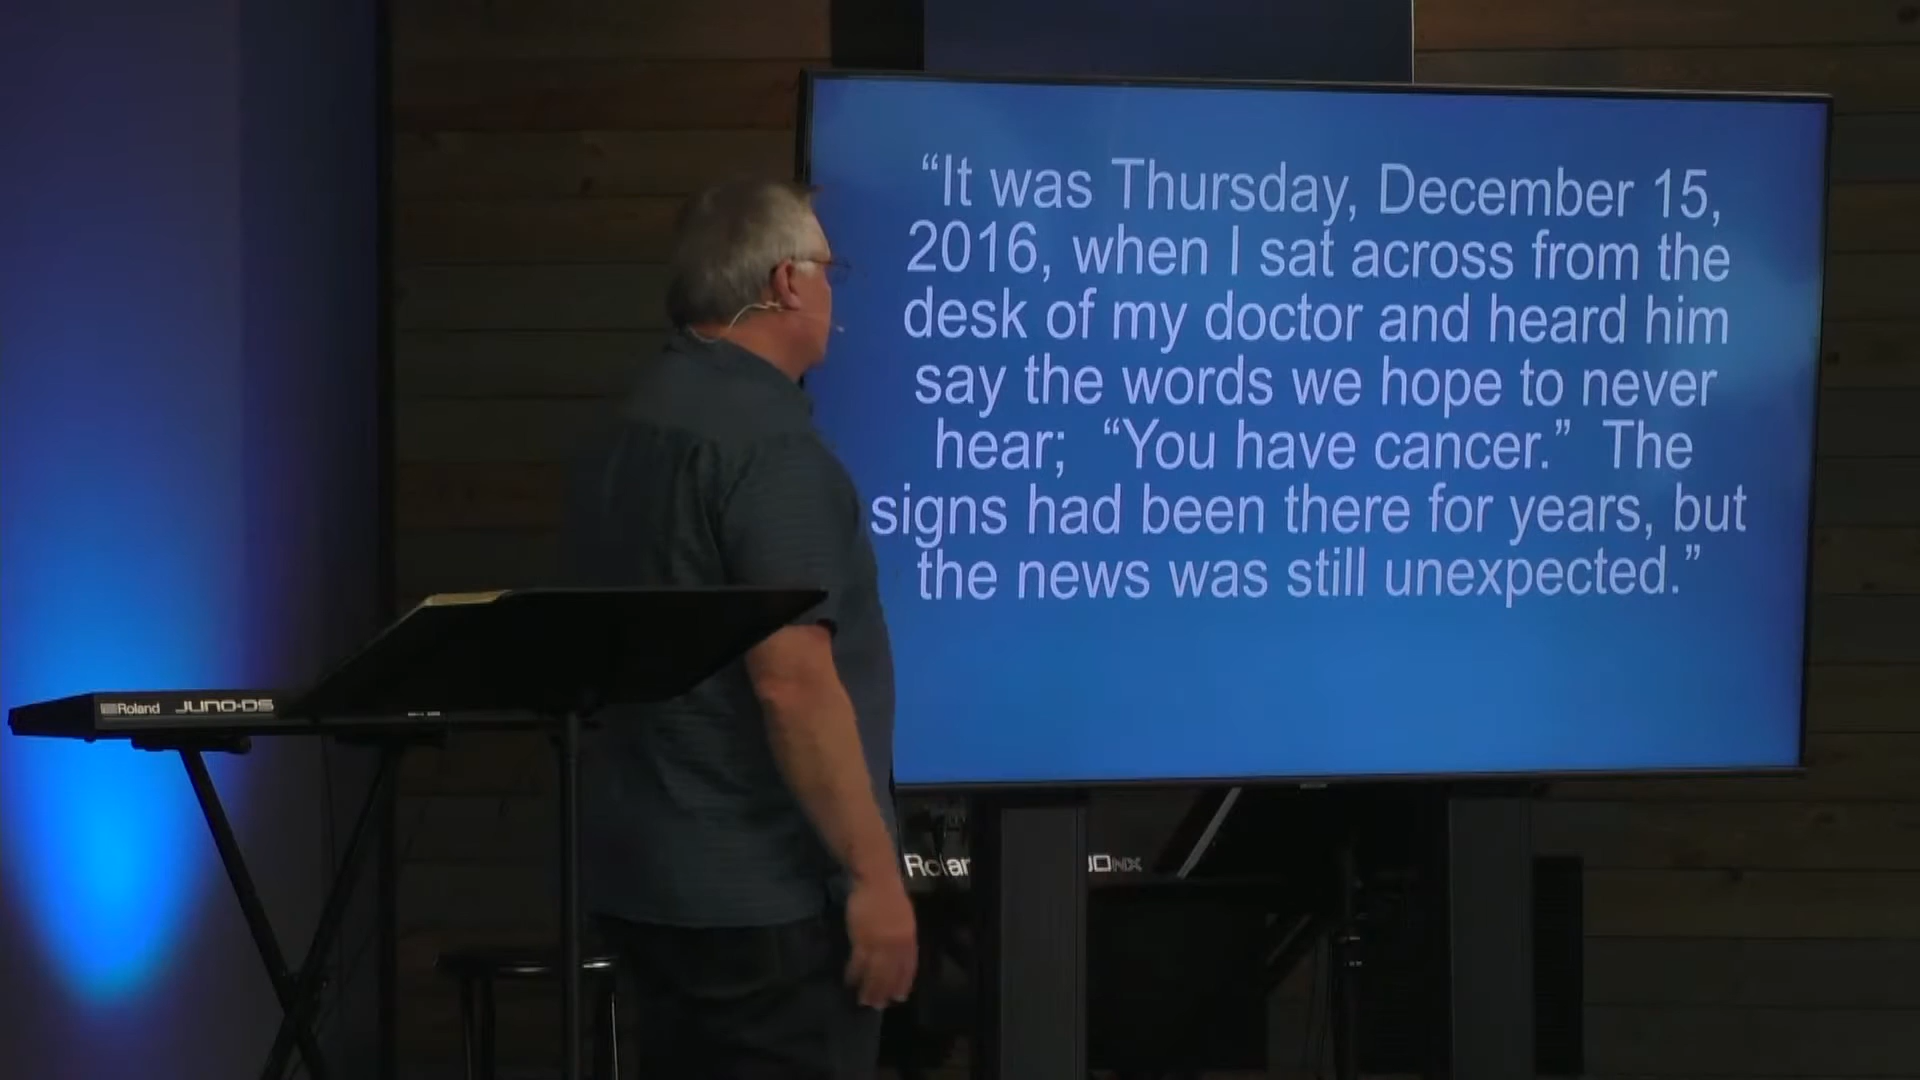 “It was Thursday, December 15,
2016, when I sat across from the
desk of my doctor and heard him
say the words we hope to never
hear;  “You have cancer.”  The
signs had been there for years, but
the news was still unexpected.”
Roland JUNO-DS
Roland